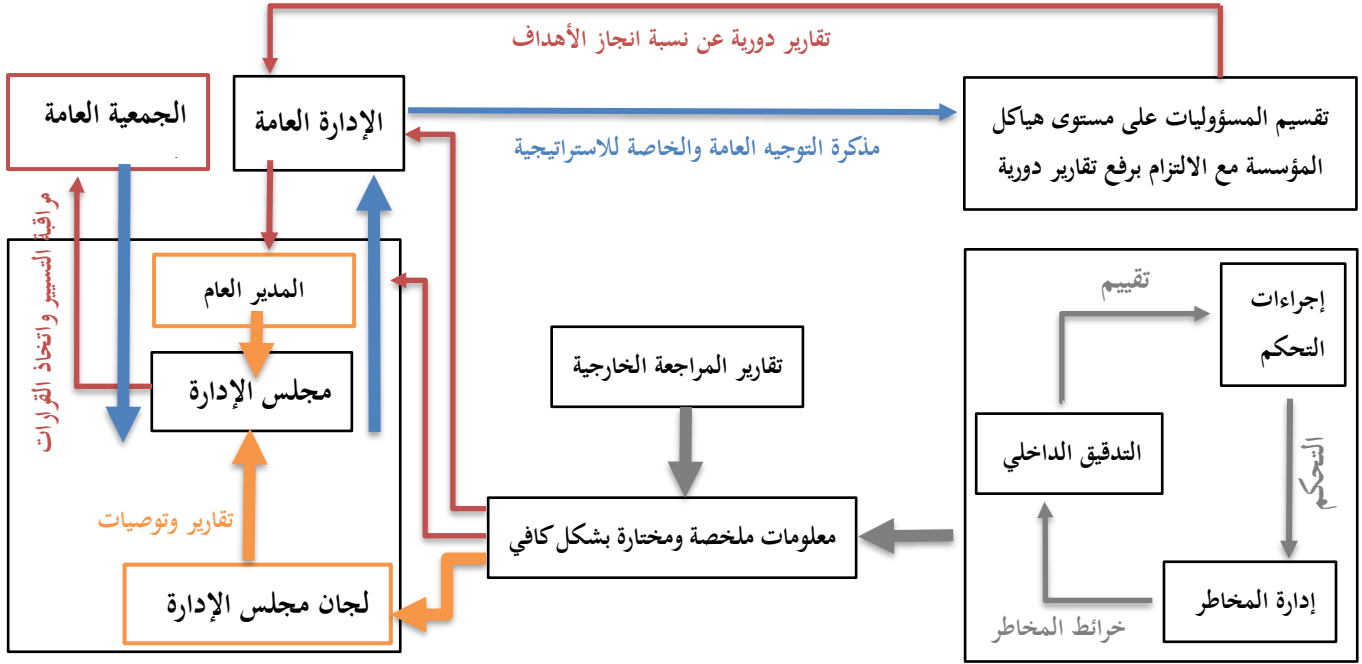 تقارير دورية عن نسبة انجاز الأهداف
الجمعية العامة
الإدارة العامة
تقسيم المسؤوليات على مستوى هياكل
المؤسسة مع الالتزام برفع تقارير دورية
مذكرة التوجيه العامة والخاصة للاستراتيجية
مراقبة التسيير واتخاذ القرارات
المدير العام
مجلس الإدارة
تقارير وتوصيات
لجان مجلس الإدارة
تقارير المراجعة الخارجية
معلومات ملخصة ومختارة بشكل كافي
تقييم
إجراءات
التحكم
التدقيق الداخلي
التحكم
إدارة المخاطر
خرائط المخاطر